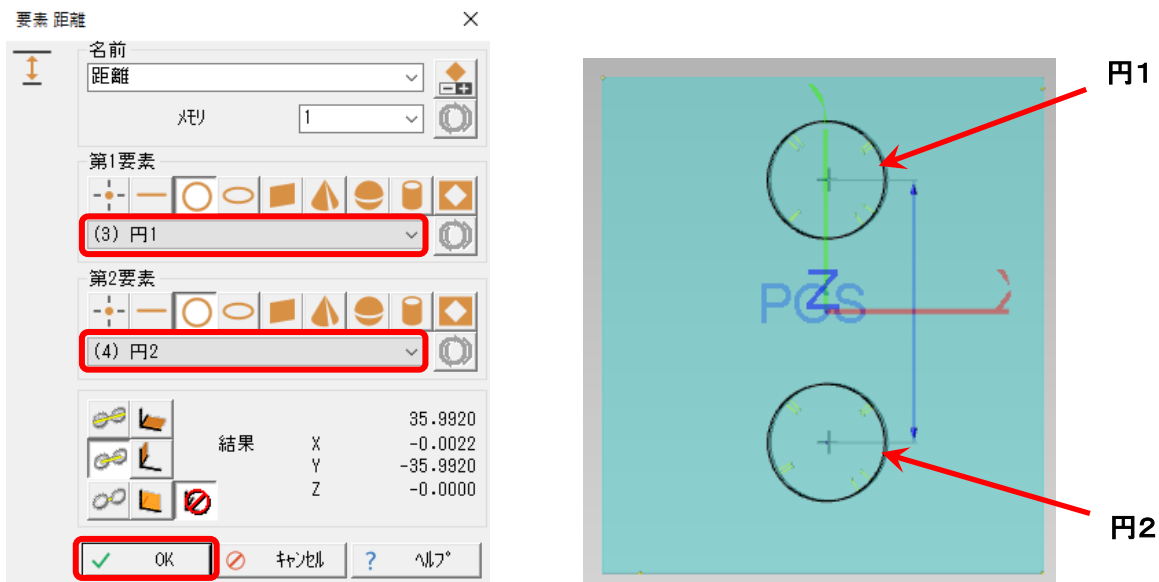 要素 距離
名前
距離
メモリ 1
第1要素
(3) 円1
第2要素
(4) 円2
35.9920
結果 X -0.0022
Y -35.9920
Z -0.0000
OK キャンセル ? ヘルプ
円1
Z
PCS
円2